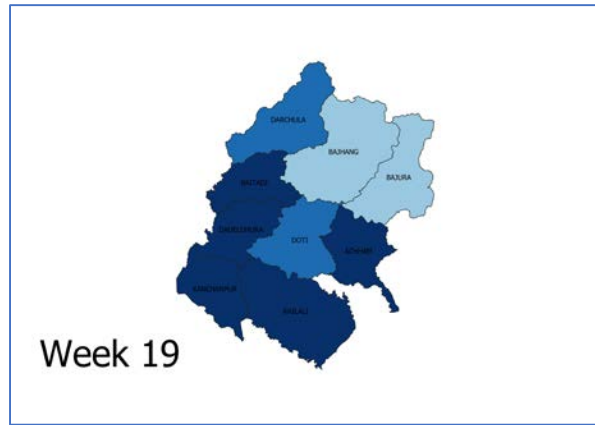 DARCHULA
BAJHANG
BAJURA
BAITADI
DADELDHURA
DOTI
ACHHAM
KANCHANPUR
KAILALI
Week 19